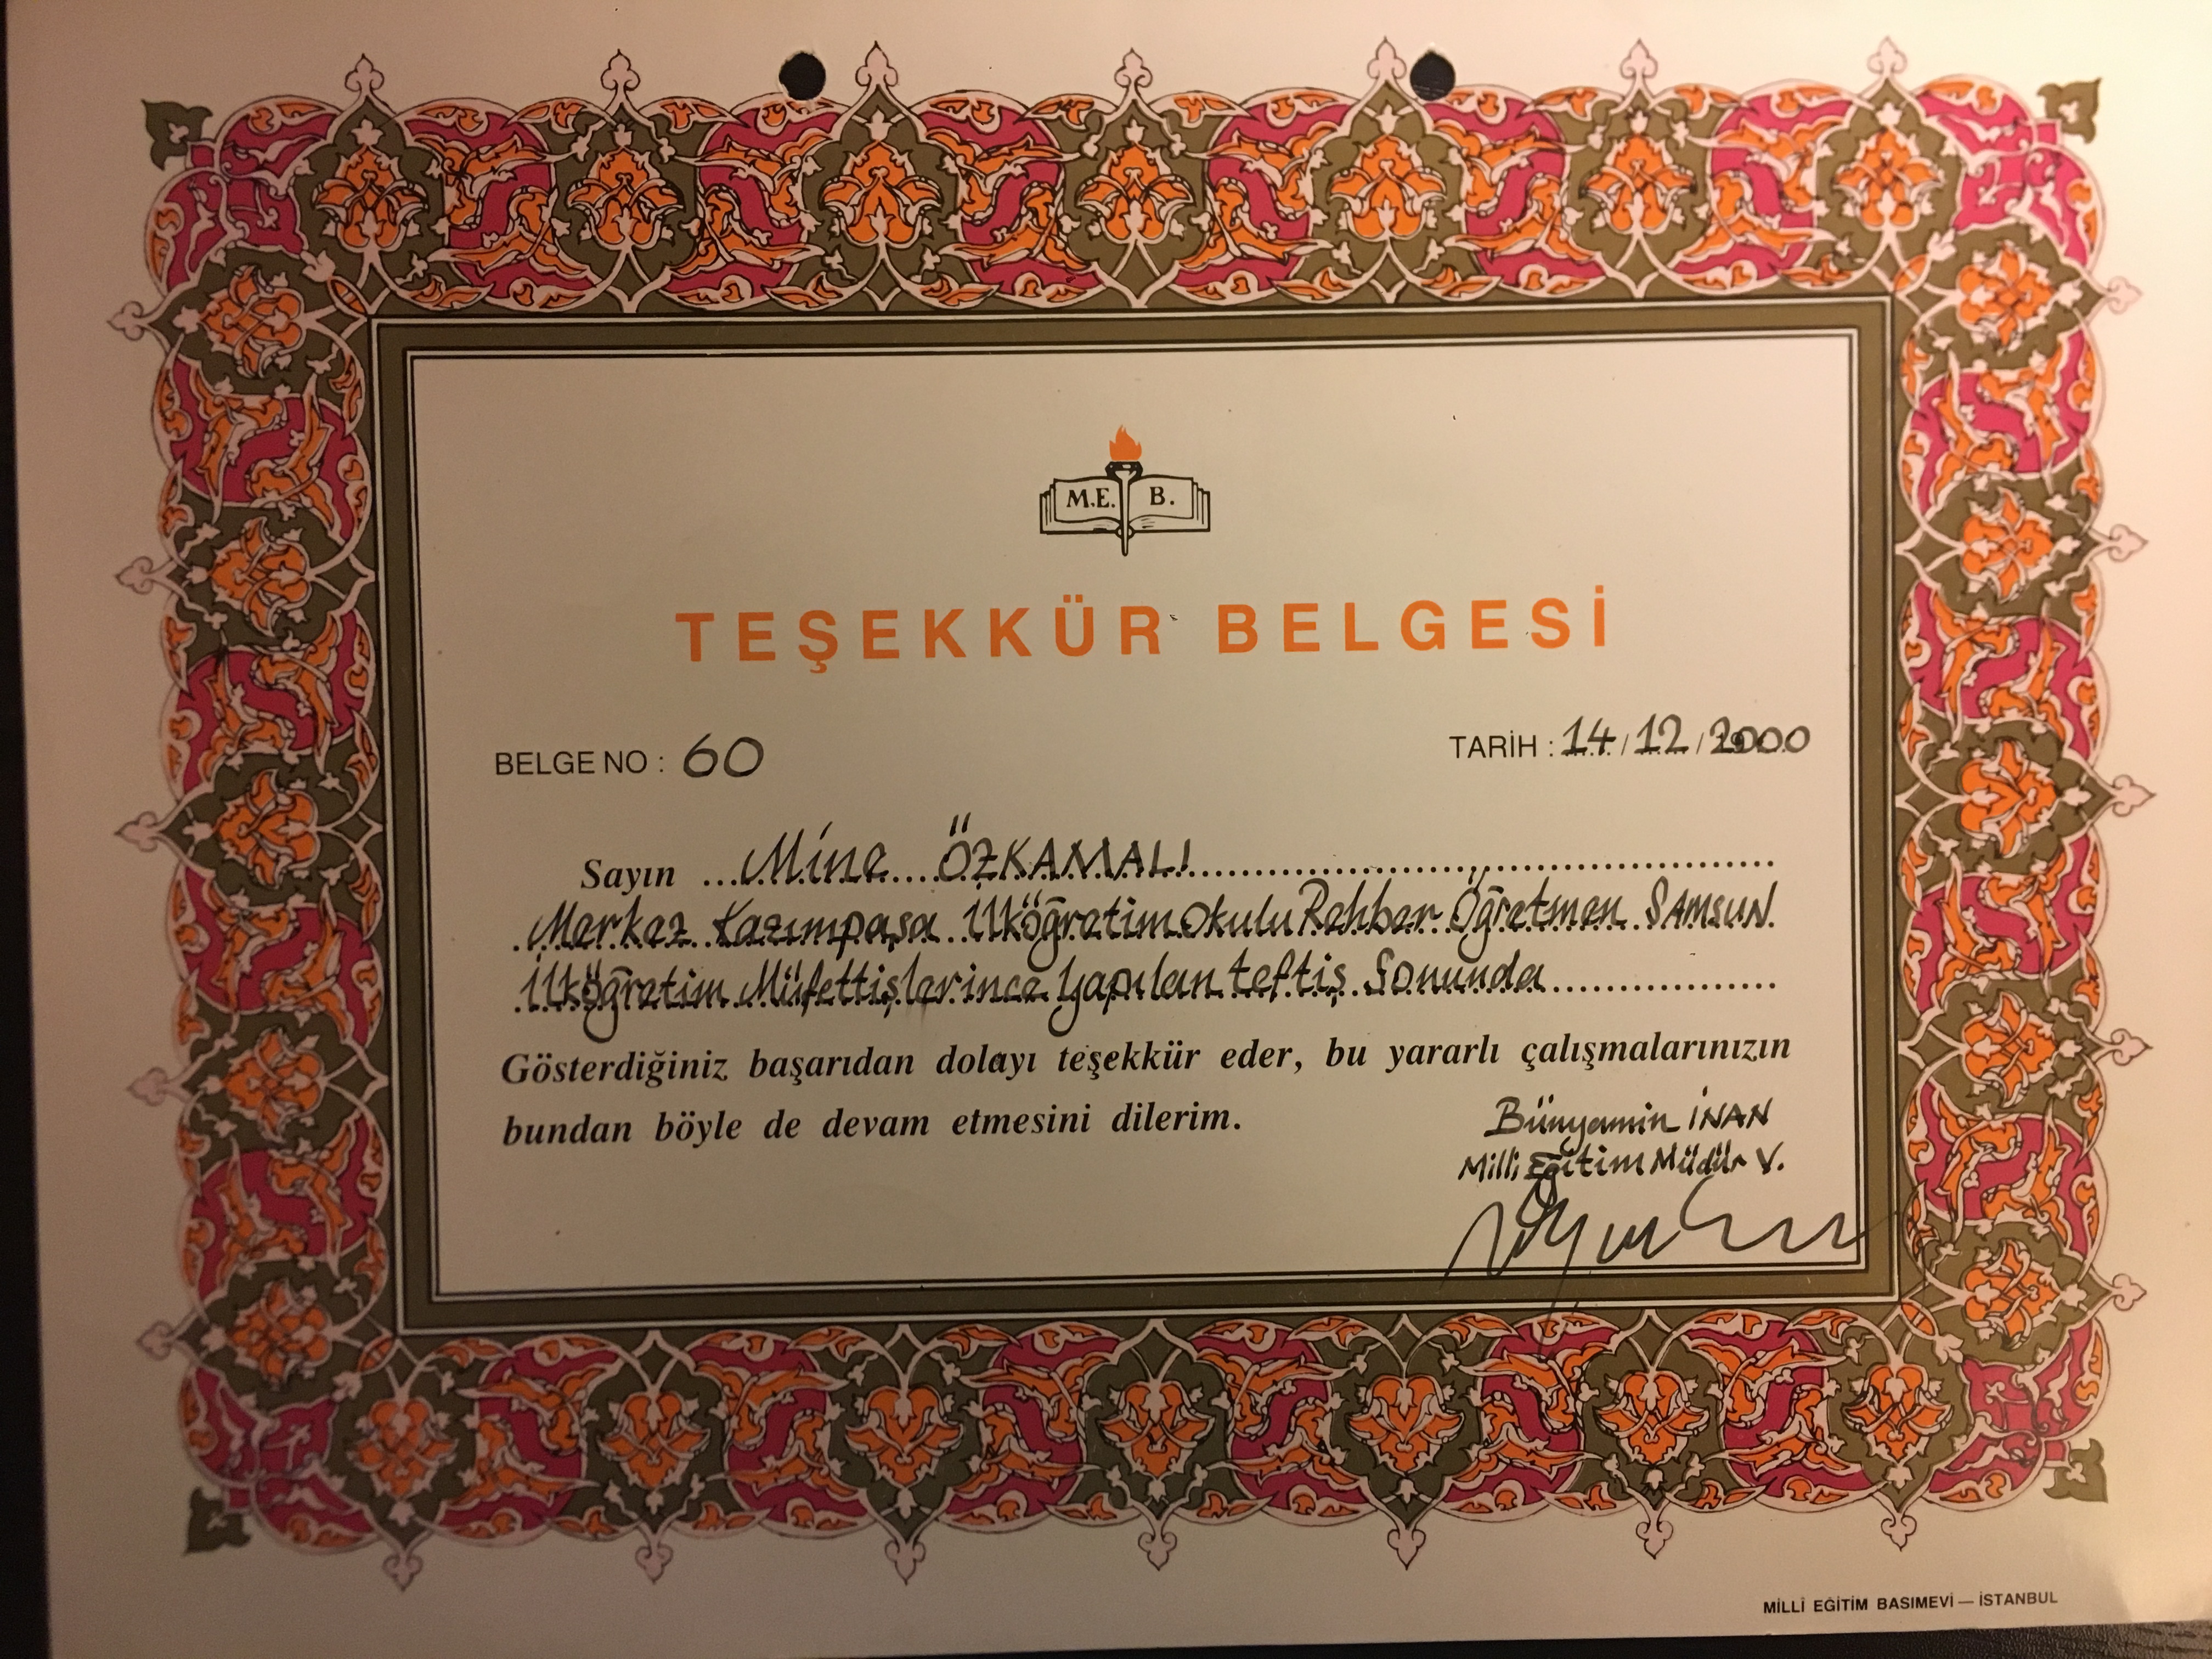 M.E. B.
TEŞEKKÜR BELGESİ
BELGE NO : 60
TARİH : 14 / 12 / 2000
Sayın Mine ÖZKAMALI
Merkez Kazımpaşa İlköğretim Okulu Rehber Öğretmen SAMSUN
İlköğretim Müfettişlerince Yapılan teftiş Sonunda
Gösterdiğiniz başarıdan dolayı teşekkür eder, bu yararlı çalışmalarınızın
bundan böyle de devam etmesini dilerim.
Bünyamin İNAN
Milli Eğitim Müdür V.
MİLLÎ EĞİTİM BASIMEVİ — İSTANBUL